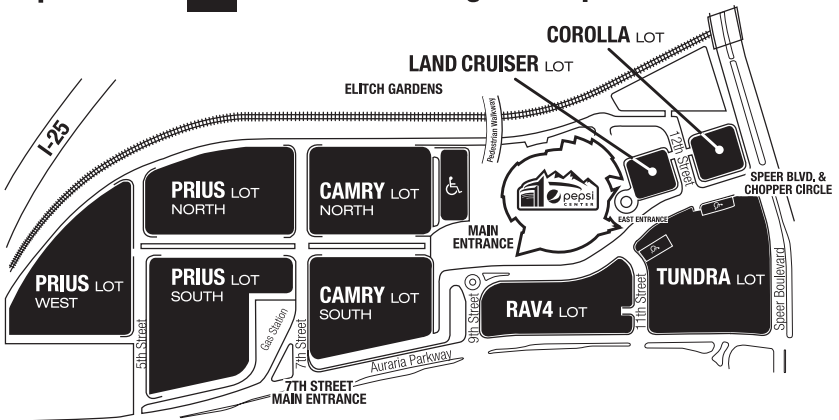 COROLLA LOT
LAND CRUISER LOT
ELITCH GARDENS
I-25
Pedestrian Walkway
12th Street
PRIUS LOT
NORTH
CAMRY LOT
NORTH
pepsi
CENTER
SPEER BLVD. &
CHOPPER CIRCLE
EAST ENTRANCE
MAIN
ENTRANCE
PRIUS LOT
WEST
PRIUS LOT
SOUTH
CAMRY LOT
SOUTH
RAV4 LOT
TUNDRA LOT
5th Street
Gas Station
7th Street
9th Street
11th Street
Speer Boulevard
Auraria Parkway
7TH STREET
MAIN ENTRANCE